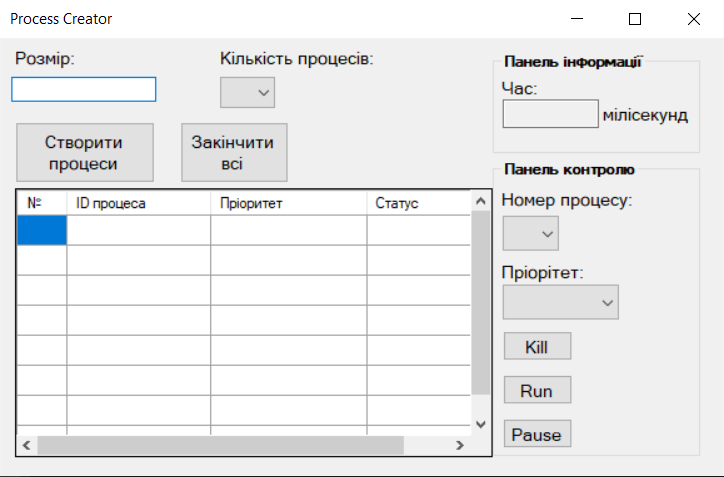 Process Creator
Розмір:
Кількість процесів:
Створити
процеси
Закінчити
всі
№ ID процеса Пріоритет Статус
Панель інформації
Час:
мілісекунд
Панель контролю
Номер процесу:
Пріорітет:
Kill
Run
Pause